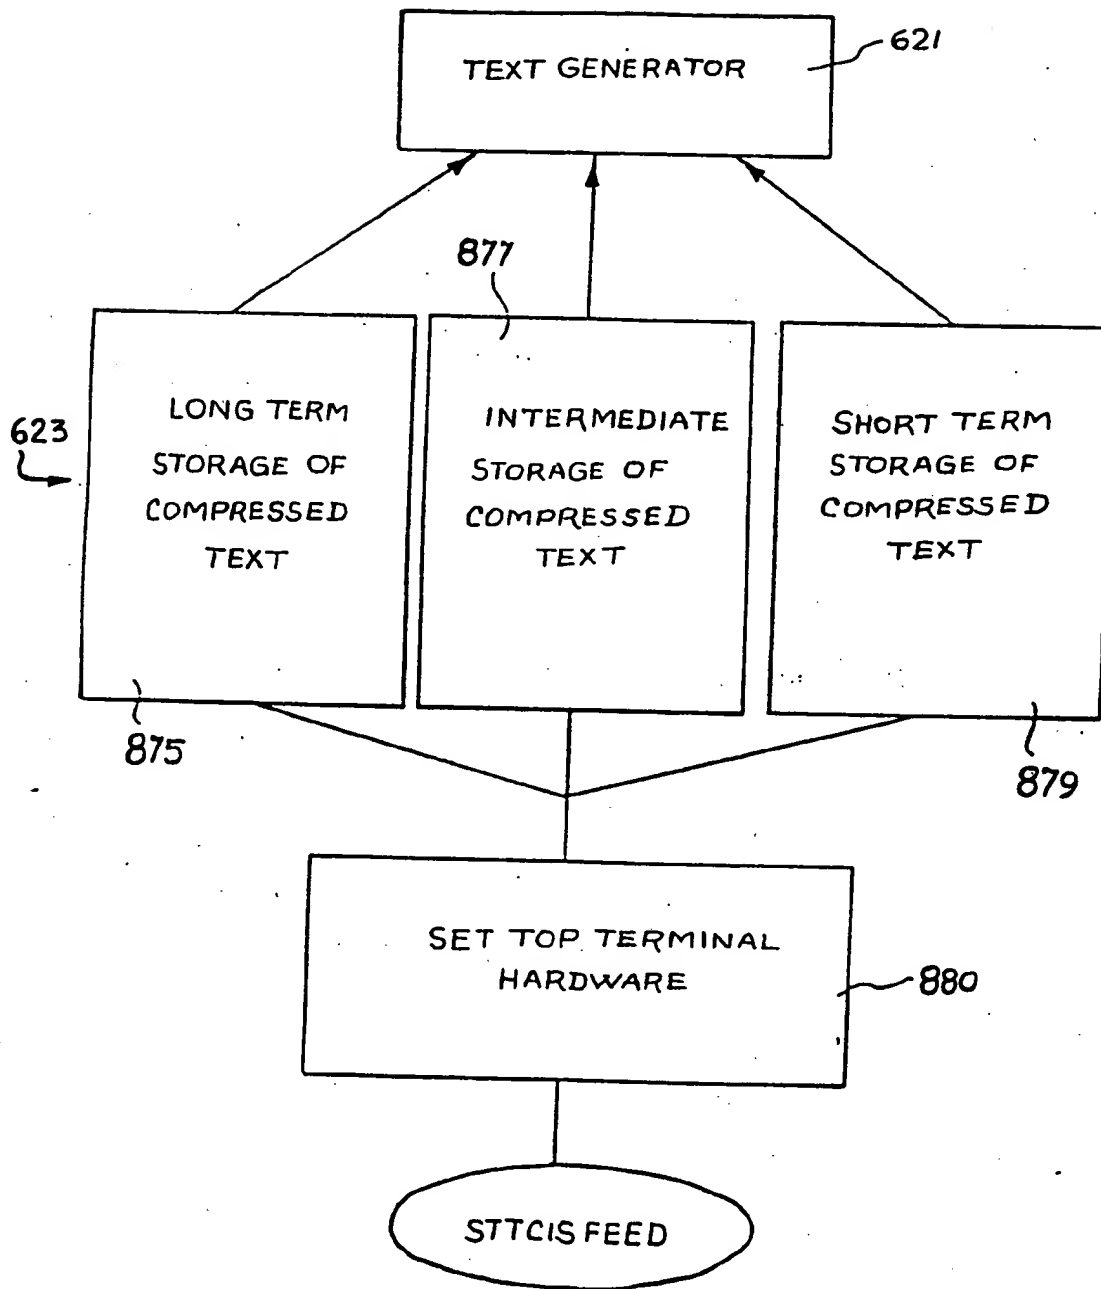 TEXT GENERATOR
621
877
623
LONG TERM
STORAGE OF
COMPRESSED
TEXT
INTERMEDIATE
STORAGE OF
COMPRESSED
TEXT
SHORT TERM
STORAGE OF
COMPRESSED
TEXT
875
879
SET TOP TERMINAL
HARDWARE
880
STTCIS FEED